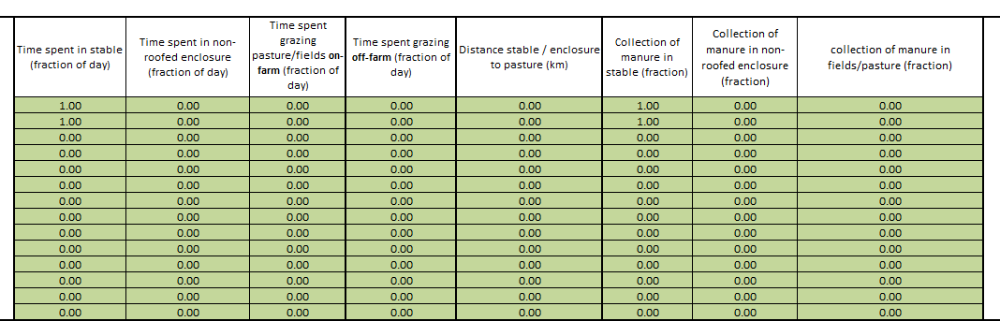 Time spent in stable (fraction of day)
Time spent in non-roofed enclosure (fraction of day)
Time spent grazing pasture/fields on-farm (fraction of day)
Time spent grazing off-farm (fraction of day)
Distance stable / enclosure to pasture (km)
Collection of manure in stable (fraction)
Collection of manure in non-roofed enclosure (fraction)
collection of manure in fields/pasture (fraction)
1.00 0.00 0.00 0.00 0.00 1.00 0.00 0.00
1.00 0.00 0.00 0.00 0.00 1.00 0.00 0.00
0.00 0.00 0.00 0.00 0.00 0.00 0.00 0.00
0.00 0.00 0.00 0.00 0.00 0.00 0.00 0.00
0.00 0.00 0.00 0.00 0.00 0.00 0.00 0.00
0.00 0.00 0.00 0.00 0.00 0.00 0.00 0.00
0.00 0.00 0.00 0.00 0.00 0.00 0.00 0.00
0.00 0.00 0.00 0.00 0.00 0.00 0.00 0.00
0.00 0.00 0.00 0.00 0.00 0.00 0.00 0.00
0.00 0.00 0.00 0.00 0.00 0.00 0.00 0.00
0.00 0.00 0.00 0.00 0.00 0.00 0.00 0.00
0.00 0.00 0.00 0.00 0.00 0.00 0.00 0.00
0.00 0.00 0.00 0.00 0.00 0.00 0.00 0.00
0.00 0.00 0.00 0.00 0.00 0.00 0.00 0.00